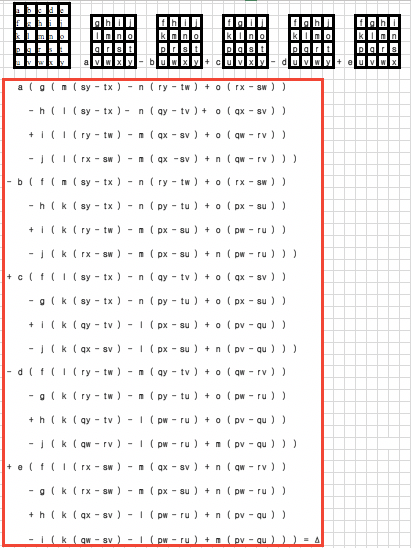 a b c d e
f g h i j g h i j f h i j f g i j f g h j f g h i
k l m n o l m n o k m n o k l n o k l m o k l m n
p q r s t q r s t p r s t p q s t p q r t p q r s
u v w x y a v w x y - b u w x y + c u v x y - d u v w y + e u v w x
a ( g ( m ( sy - tx ) - n ( ry - tw ) + o ( rx - sw ) )
- h ( l ( sy - tx ) - n ( qy - tv ) + o ( qx - sv ) )
+ i ( l ( ry - tw ) - m ( qx - sv ) + o ( qw - rv ) )
- j ( l ( rx - sw ) - m ( qx - sv ) + n ( qw - rv ) ) )
- b ( f ( m ( sy - tx ) - n ( ry - tw ) + o ( rx - sw ) )
- h ( k ( sy - tx ) - n ( py - tu ) + o ( px - su ) )
+ i ( k ( ry - tw ) - m ( px - su ) + o ( pw - ru ) )
- j ( k ( rx - sw ) - m ( px - su ) + n ( pw - ru ) ) )
+ c ( f ( l ( sy - tx ) - n ( qy - tv ) + o ( qx - sv ) )
- g ( k ( sy - tx ) - n ( py - tu ) + o ( px - su ) )
+ i ( k ( qy - tv ) - l ( px - su ) + o ( pv - qu ) )
- j ( k ( qx - sv ) - l ( px - su ) + n ( pv - qu ) ) )
- d ( f ( l ( ry - tw ) - m ( qy - tv ) + o ( qw - rv ) )
- g ( k ( ry - tw ) - m ( py - tu ) + o ( pw - ru ) )
+ h ( k ( qy - tv ) - l ( pw - ru ) + o ( pv - qu ) )
- j ( k ( qw - rv ) - l ( pw - ru ) + m ( pv - qu ) ) )
+ e ( f ( l ( rx - sw ) - m ( qx - sv ) + n ( qw - rv ) )
- g ( k ( rx - sw ) - m ( px - su ) + n ( pw - ru ) )
+ h ( k ( qx - sv ) - l ( pw - ru ) + n ( pv - qu ) )
- i ( k ( qw - sv ) - l ( pw - ru ) + m ( pv - qu ) ) ) = Δ